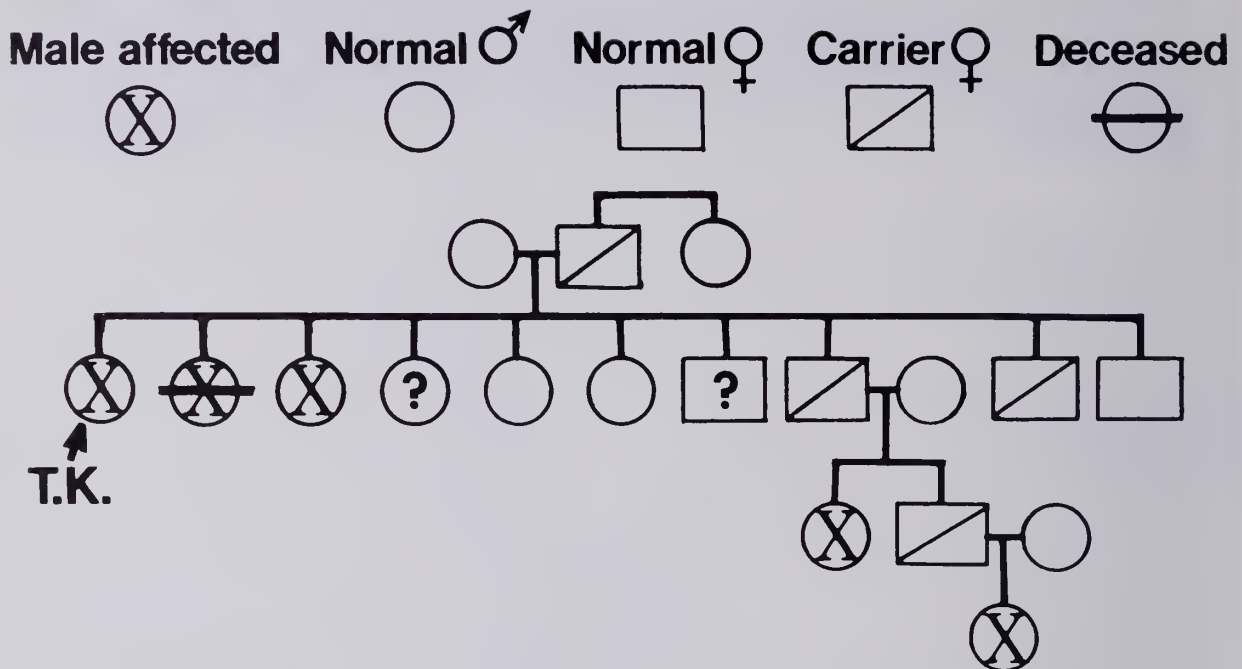 Male affected Normal ♂ Normal ♀ Carrier ♀ Deceased
X
X X X ? ?
T.K.
X
X